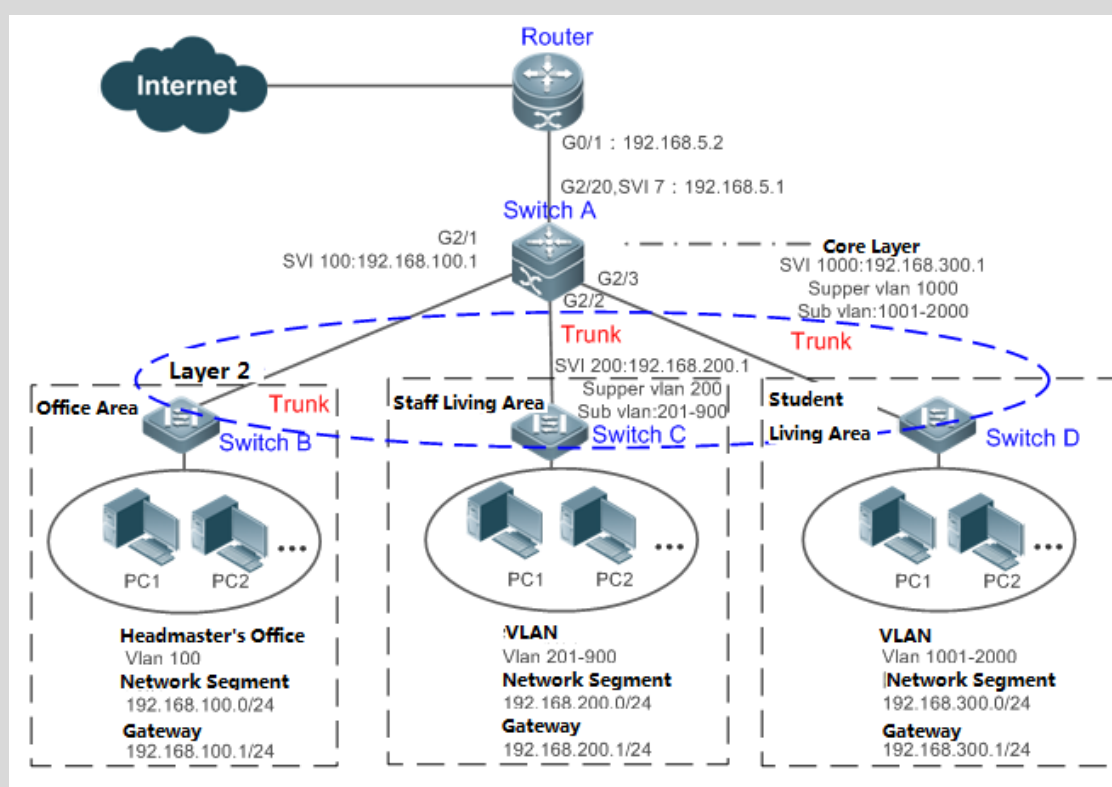 Router
Internet
G0/1：192.168.5.2
G2/20,SVI 7：192.168.5.1
Switch A
G2/1
SVI 100:192.168.100.1
Core Layer
SVI 1000:192.168.300.1
Supper vlan 1000
Sub vlan:1001-2000
G2/3
G2/2
Trunk
Trunk
Layer 2
SVI 200:192.168.200.1
Supper vlan 200
Sub vlan:201-900
Office Area
Trunk
Switch B
Staff Living Area
Switch C
Student
Living Area
Switch D
PC1
PC2
...
PC1
PC2
...
PC1
PC2
...
Headmaster's Office
Vlan 100
Network Segment
192.168.100.0/24
Gateway
192.168.100.1/24
VLAN
Vlan 201-900
Network Segment
192.168.200.0/24
Gateway
192.168.200.1/24
VLAN
Vlan 1001-2000
Network Segment
192.168.300.0/24
Gateway
192.168.300.1/24